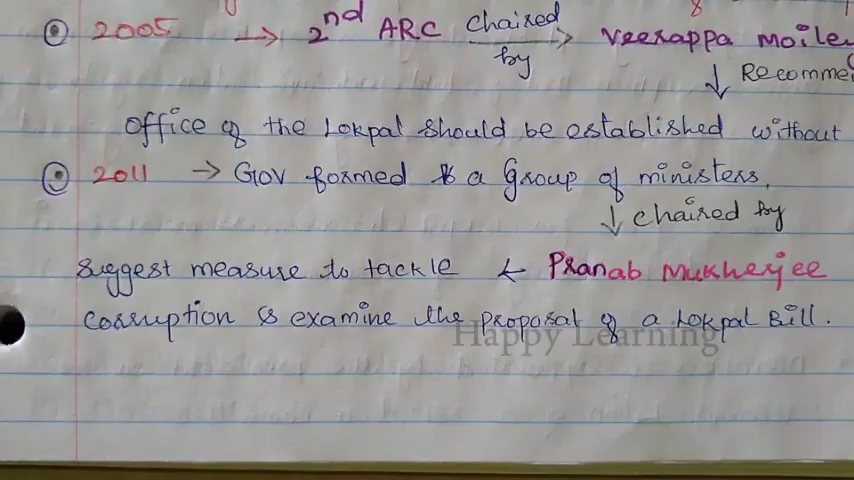 2005 → 2nd ARC chaired by → Veerappa Moile
↓ Recomme
office of the Lokpal should be established without
2011 → Gov formed a Group of ministers,
↓ chaired by
suggest measure to tackle ← Pranab Mukherjee
corruption & examine the proposal of a Lokpal Bill.
Happy Learning